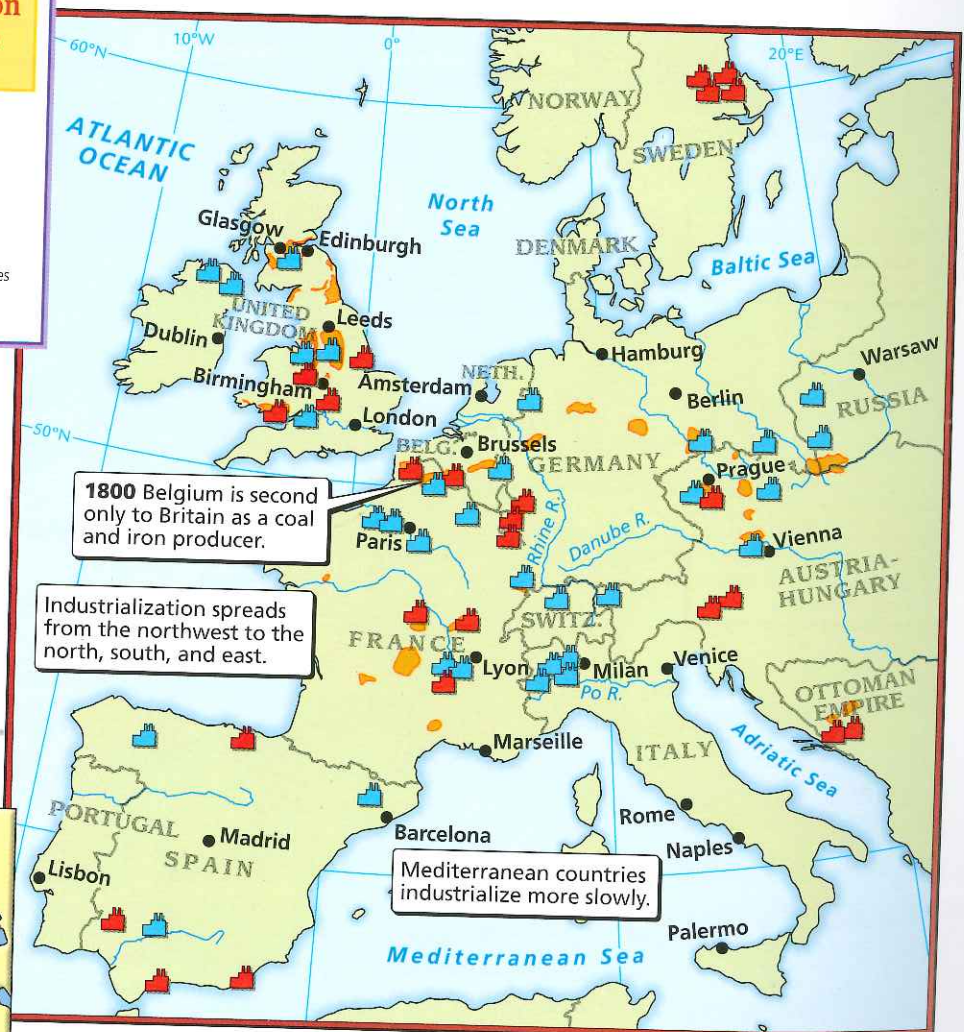 on
es
60°N
10°W
0°
20°E
ATLANTIC
OCEAN
NORWAY
SWEDEN
North
Sea
Glasgow
Edinburgh
DENMARK
Baltic Sea
UNITED
KINGDOM
Leeds
Dublin
Hamburg
Warsaw
Birmingham
Amsterdam
NETH.
Berlin
RUSSIA
London
50°N
BELG.
Brussels
GERMANY
Prague
1800 Belgium is second
only to Britain as a coal
and iron producer.
Paris
Rhine R.
Danube R.
Vienna
AUSTRIA-
HUNGARY
Industrialization spreads
from the northwest to the
north, south, and east.
SWITZ.
FRANCE
Lyon
Milan
Venice
Po R.
OTTOMAN
EMPIRE
Marseille
ITALY
Adriatic Sea
PORTUGAL
Madrid
SPAIN
Barcelona
Rome
Naples
Lisbon
Mediterranean countries
industrialize more slowly.
Palermo
Mediterranean Sea